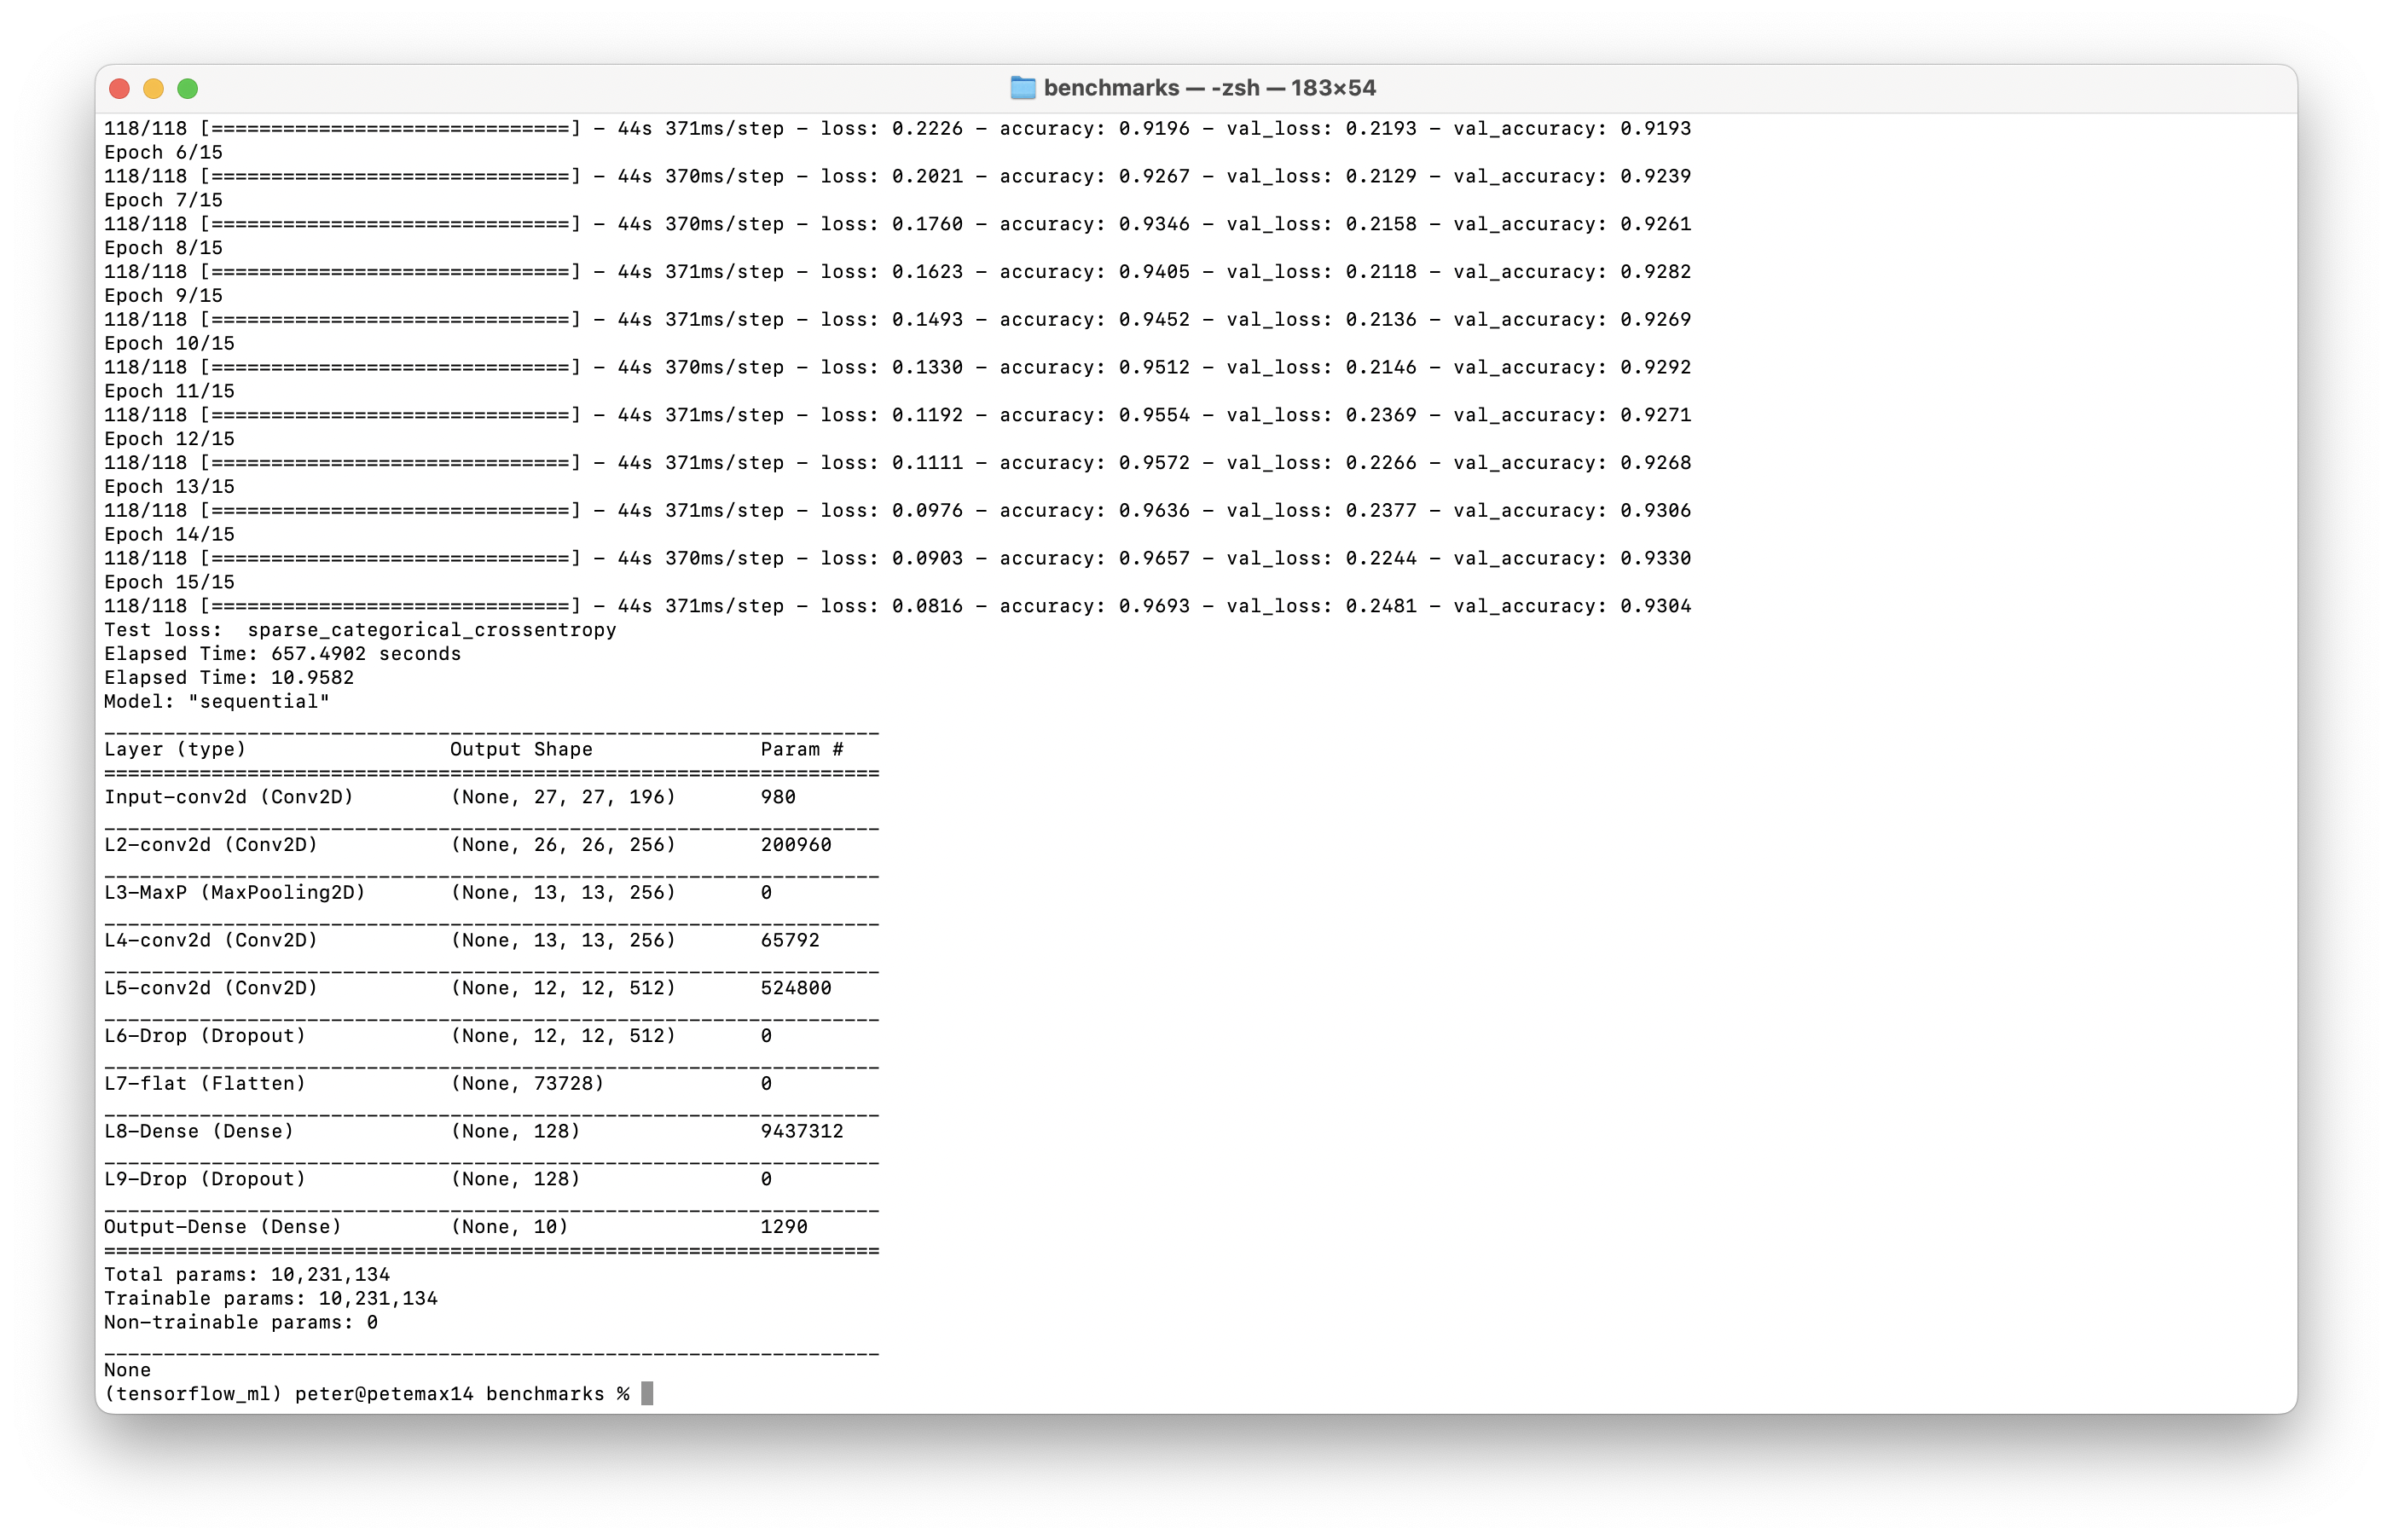 benchmarks — -zsh — 183×54
118/118 [==============================] - 44s 371ms/step - loss: 0.2226 - accuracy: 0.9196 - val_loss: 0.2193 - val_accuracy: 0.9193
Epoch 6/15
118/118 [==============================] - 44s 370ms/step - loss: 0.2021 - accuracy: 0.9267 - val_loss: 0.2129 - val_accuracy: 0.9239
Epoch 7/15
118/118 [==============================] - 44s 370ms/step - loss: 0.1760 - accuracy: 0.9346 - val_loss: 0.2158 - val_accuracy: 0.9261
Epoch 8/15
118/118 [==============================] - 44s 371ms/step - loss: 0.1623 - accuracy: 0.9405 - val_loss: 0.2118 - val_accuracy: 0.9282
Epoch 9/15
118/118 [==============================] - 44s 371ms/step - loss: 0.1493 - accuracy: 0.9452 - val_loss: 0.2136 - val_accuracy: 0.9269
Epoch 10/15
118/118 [==============================] - 44s 370ms/step - loss: 0.1330 - accuracy: 0.9512 - val_loss: 0.2146 - val_accuracy: 0.9292
Epoch 11/15
118/118 [==============================] - 44s 371ms/step - loss: 0.1192 - accuracy: 0.9554 - val_loss: 0.2369 - val_accuracy: 0.9271
Epoch 12/15
118/118 [==============================] - 44s 371ms/step - loss: 0.1111 - accuracy: 0.9572 - val_loss: 0.2266 - val_accuracy: 0.9268
Epoch 13/15
118/118 [==============================] - 44s 371ms/step - loss: 0.0976 - accuracy: 0.9636 - val_loss: 0.2377 - val_accuracy: 0.9306
Epoch 14/15
118/118 [==============================] - 44s 370ms/step - loss: 0.0903 - accuracy: 0.9657 - val_loss: 0.2244 - val_accuracy: 0.9330
Epoch 15/15
118/118 [==============================] - 44s 371ms/step - loss: 0.0816 - accuracy: 0.9693 - val_loss: 0.2481 - val_accuracy: 0.9304
Test loss:  sparse_categorical_crossentropy
Elapsed Time: 657.4902 seconds
Elapsed Time: 10.9582
Model: "sequential"
_________________________________________________________________
Layer (type)                 Output Shape              Param #
=================================================================
Input-conv2d (Conv2D)        (None, 27, 27, 196)       980
_________________________________________________________________
L2-conv2d (Conv2D)           (None, 26, 26, 256)       200960
_________________________________________________________________
L3-MaxP (MaxPooling2D)       (None, 13, 13, 256)       0
_________________________________________________________________
L4-conv2d (Conv2D)           (None, 13, 13, 256)       65792
_________________________________________________________________
L5-conv2d (Conv2D)           (None, 12, 12, 512)       524800
_________________________________________________________________
L6-Drop (Dropout)            (None, 12, 12, 512)       0
_________________________________________________________________
L7-flat (Flatten)            (None, 73728)             0
_________________________________________________________________
L8-Dense (Dense)             (None, 128)               9437312
_________________________________________________________________
L9-Drop (Dropout)            (None, 128)               0
_________________________________________________________________
Output-Dense (Dense)         (None, 10)                1290
=================================================================
Total params: 10,231,134
Trainable params: 10,231,134
Non-trainable params: 0
_________________________________________________________________
None
(tensorflow_ml) peter@petemax14 benchmarks %